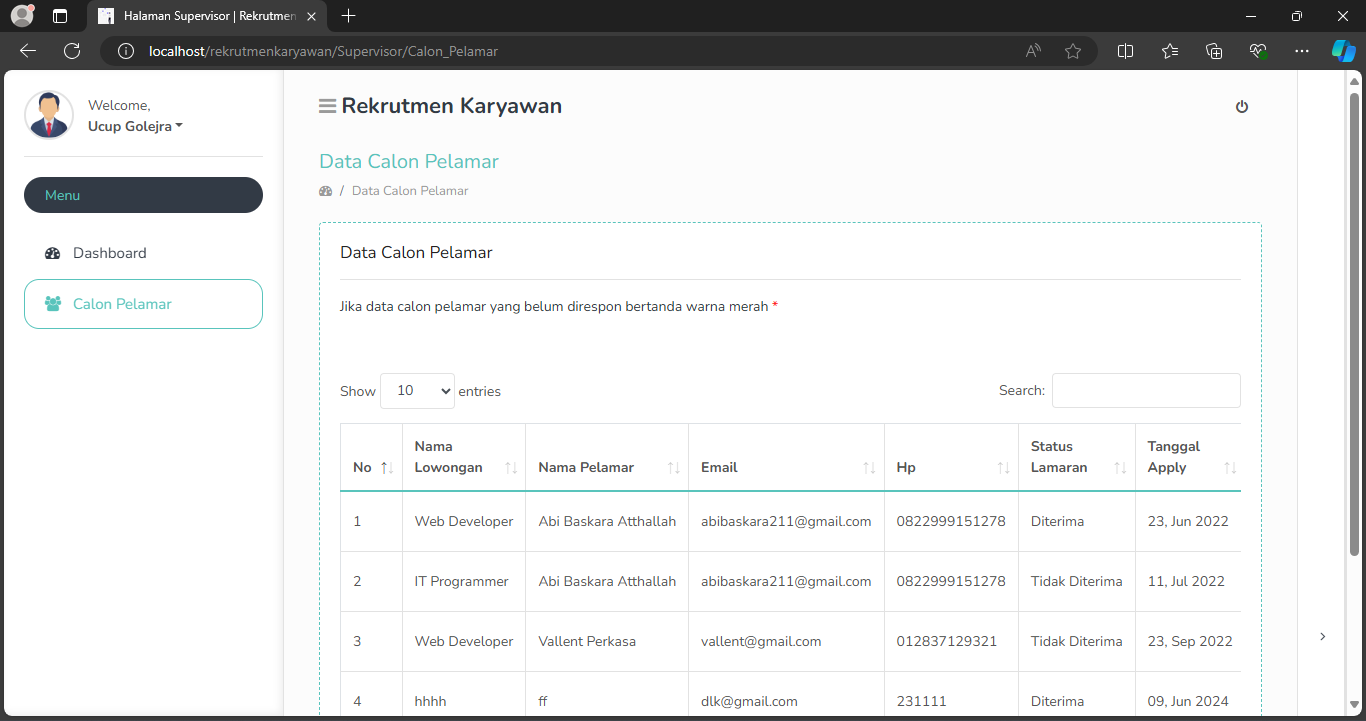 Halaman Supervisor | Rekrutmen
localhost/rekrutmenkaryawan/Supervisor/Calon_Pelamar
Welcome,
Ucup Golejra
Menu
Dashboard
Calon Pelamar
Rekrutmen Karyawan
Data Calon Pelamar
/ Data Calon Pelamar
Data Calon Pelamar
Jika data calon pelamar yang belum direspon bertanda warna merah *
Show 10 entries Search:
No Nama Lowongan Nama Pelamar Email Hp Status Lamaran Tanggal Apply
1 Web Developer Abi Baskara Atthallah abibaskara211@gmail.com 0822999151278 Diterima 23, Jun 2022
2 IT Programmer Abi Baskara Atthallah abibaskara211@gmail.com 0822999151278 Tidak Diterima 11, Jul 2022
3 Web Developer Vallent Perkasa vallent@gmail.com 012837129321 Tidak Diterima 23, Sep 2022
4 hhhh ff dlk@gmail.com 231111 Diterima 09, Jun 2024